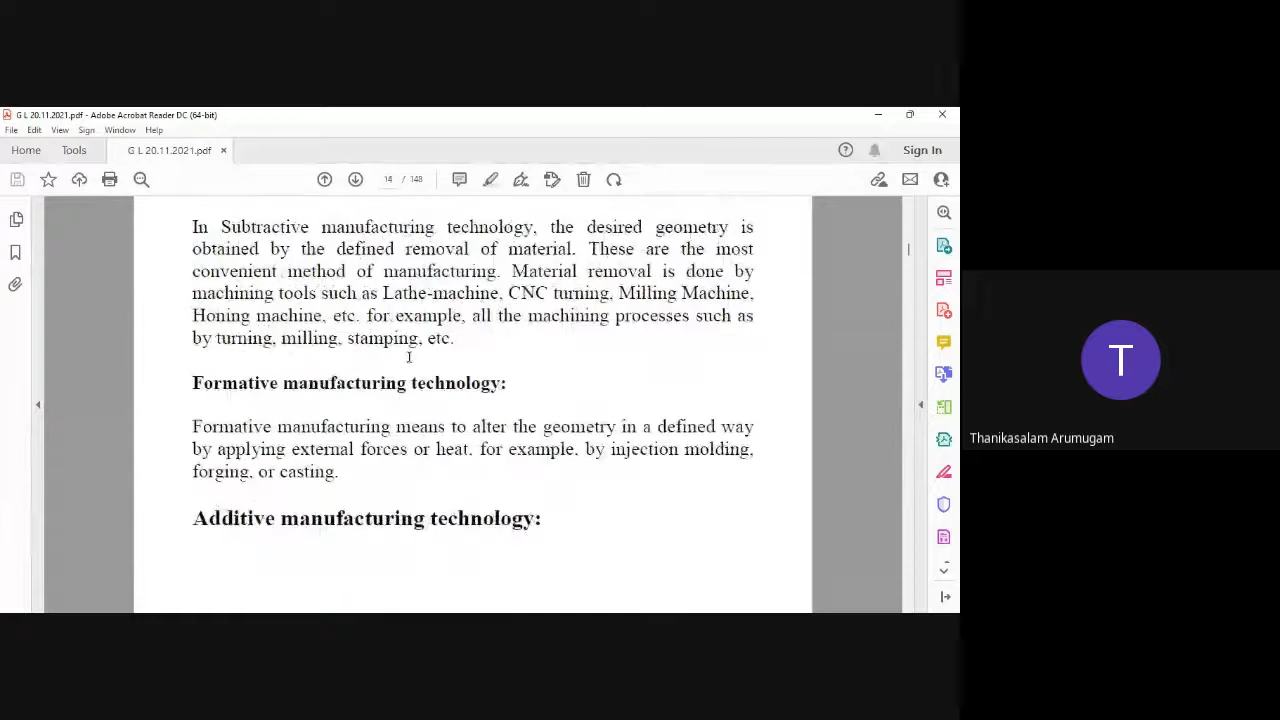 G L 20.11.2021.pdf - Adobe Acrobat Reader DC (64-bit)
File Edit View Sign Window Help
Home Tools G L 20.11.2021.pdf × Sign In
14 / 148
In Subtractive manufacturing technology, the desired geometry is
obtained by the defined removal of material. These are the most
convenient method of manufacturing. Material removal is done by
machining tools such as Lathe-machine, CNC turning, Milling Machine,
Honing machine, etc. for example, all the machining processes such as
by turning, milling, stamping, etc.
Formative manufacturing technology:
Formative manufacturing means to alter the geometry in a defined way
by applying external forces or heat, for example, by injection molding,
forging, or casting.
Additive manufacturing technology:
T
Thanikasalam Arumugam